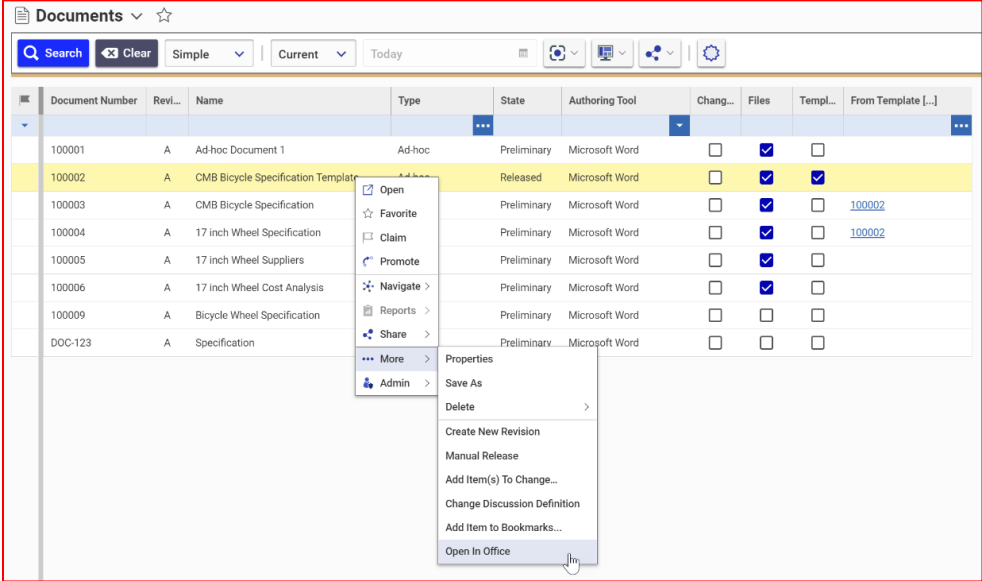 Documents
Search Clear Simple Current Today
Document Number Revi... Name Type State Authoring Tool Chang... Files Templ... From Template [...]
100001 A Ad-hoc Document 1 Ad-hoc Preliminary Microsoft Word
100002 A CMB Bicycle Specification Template Ad-hoc Released Microsoft Word
100003 A CMB Bicycle Specification Preliminary Microsoft Word 100002
100004 A 17 inch Wheel Specification Preliminary Microsoft Word 100002
100005 A 17 inch Wheel Suppliers Preliminary Microsoft Word
100006 A 17 inch Wheel Cost Analysis Preliminary Microsoft Word
100009 A Bicycle Wheel Specification Preliminary Microsoft Word
DOC-123 A Specification Preliminary Microsoft Word
Open
Favorite
Claim
Promote
Navigate
Reports
Share
More
Admin
Properties
Save As
Delete
Create New Revision
Manual Release
Add Item(s) To Change...
Change Discussion Definition
Add Item to Bookmarks...
Open In Office